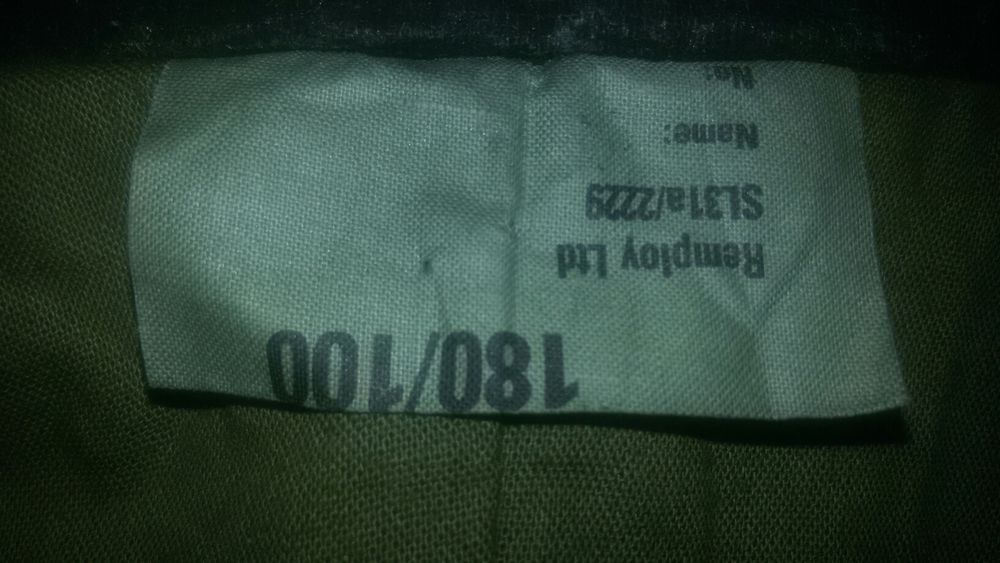 180/100
Remploy Ltd
SL31a/2229
Name:
No: